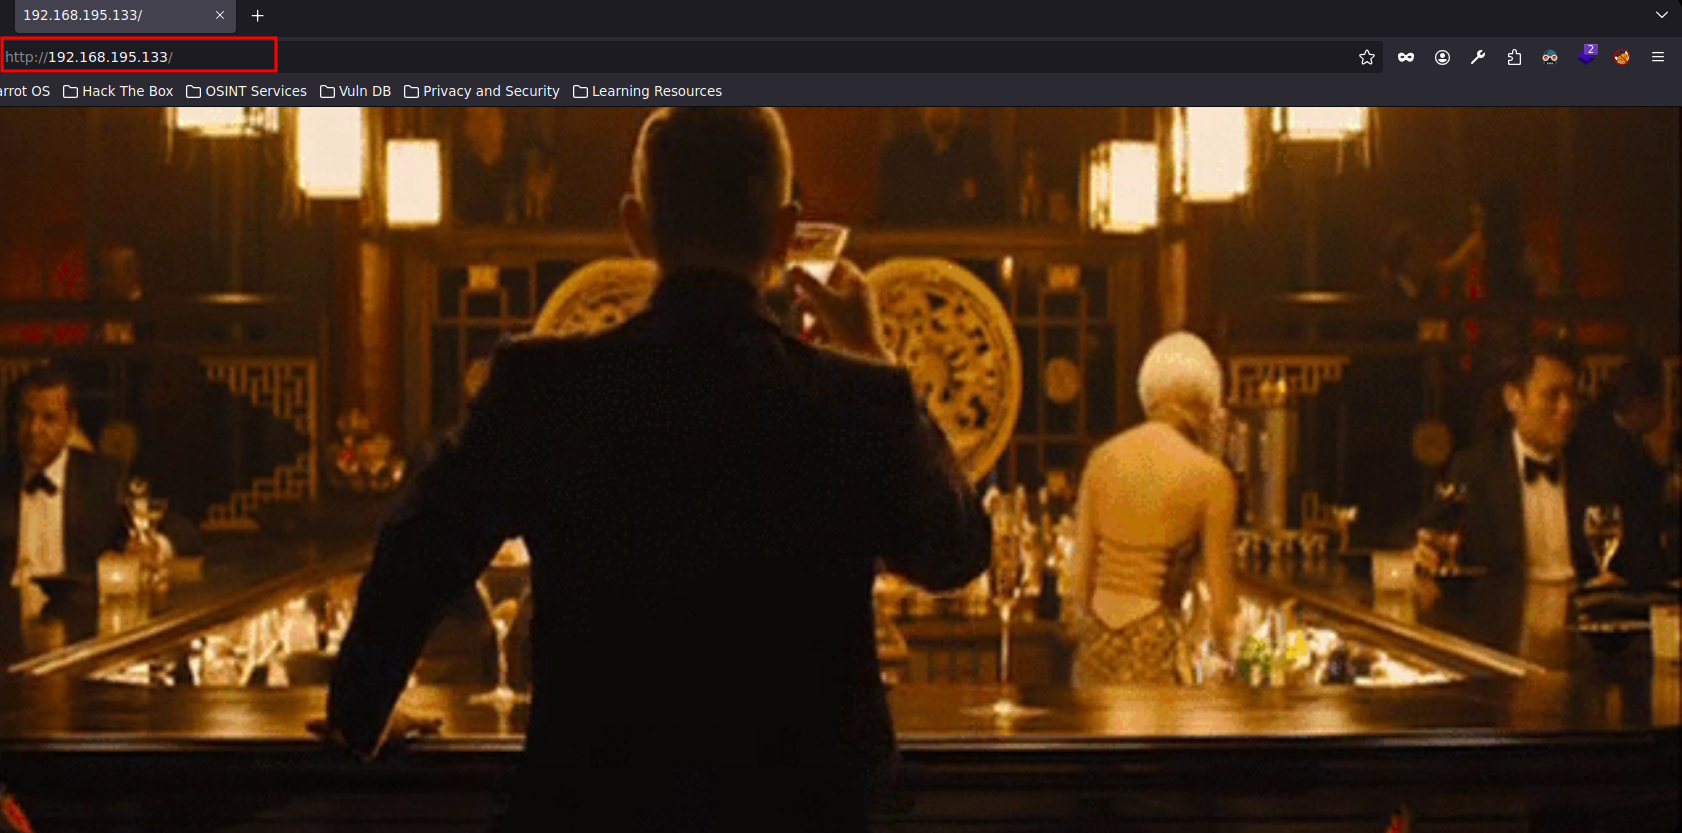 192.168.195.133/
http://192.168.195.133/
2
arrot OS Hack The Box OSINT Services Vuln DB Privacy and Security Learning Resources